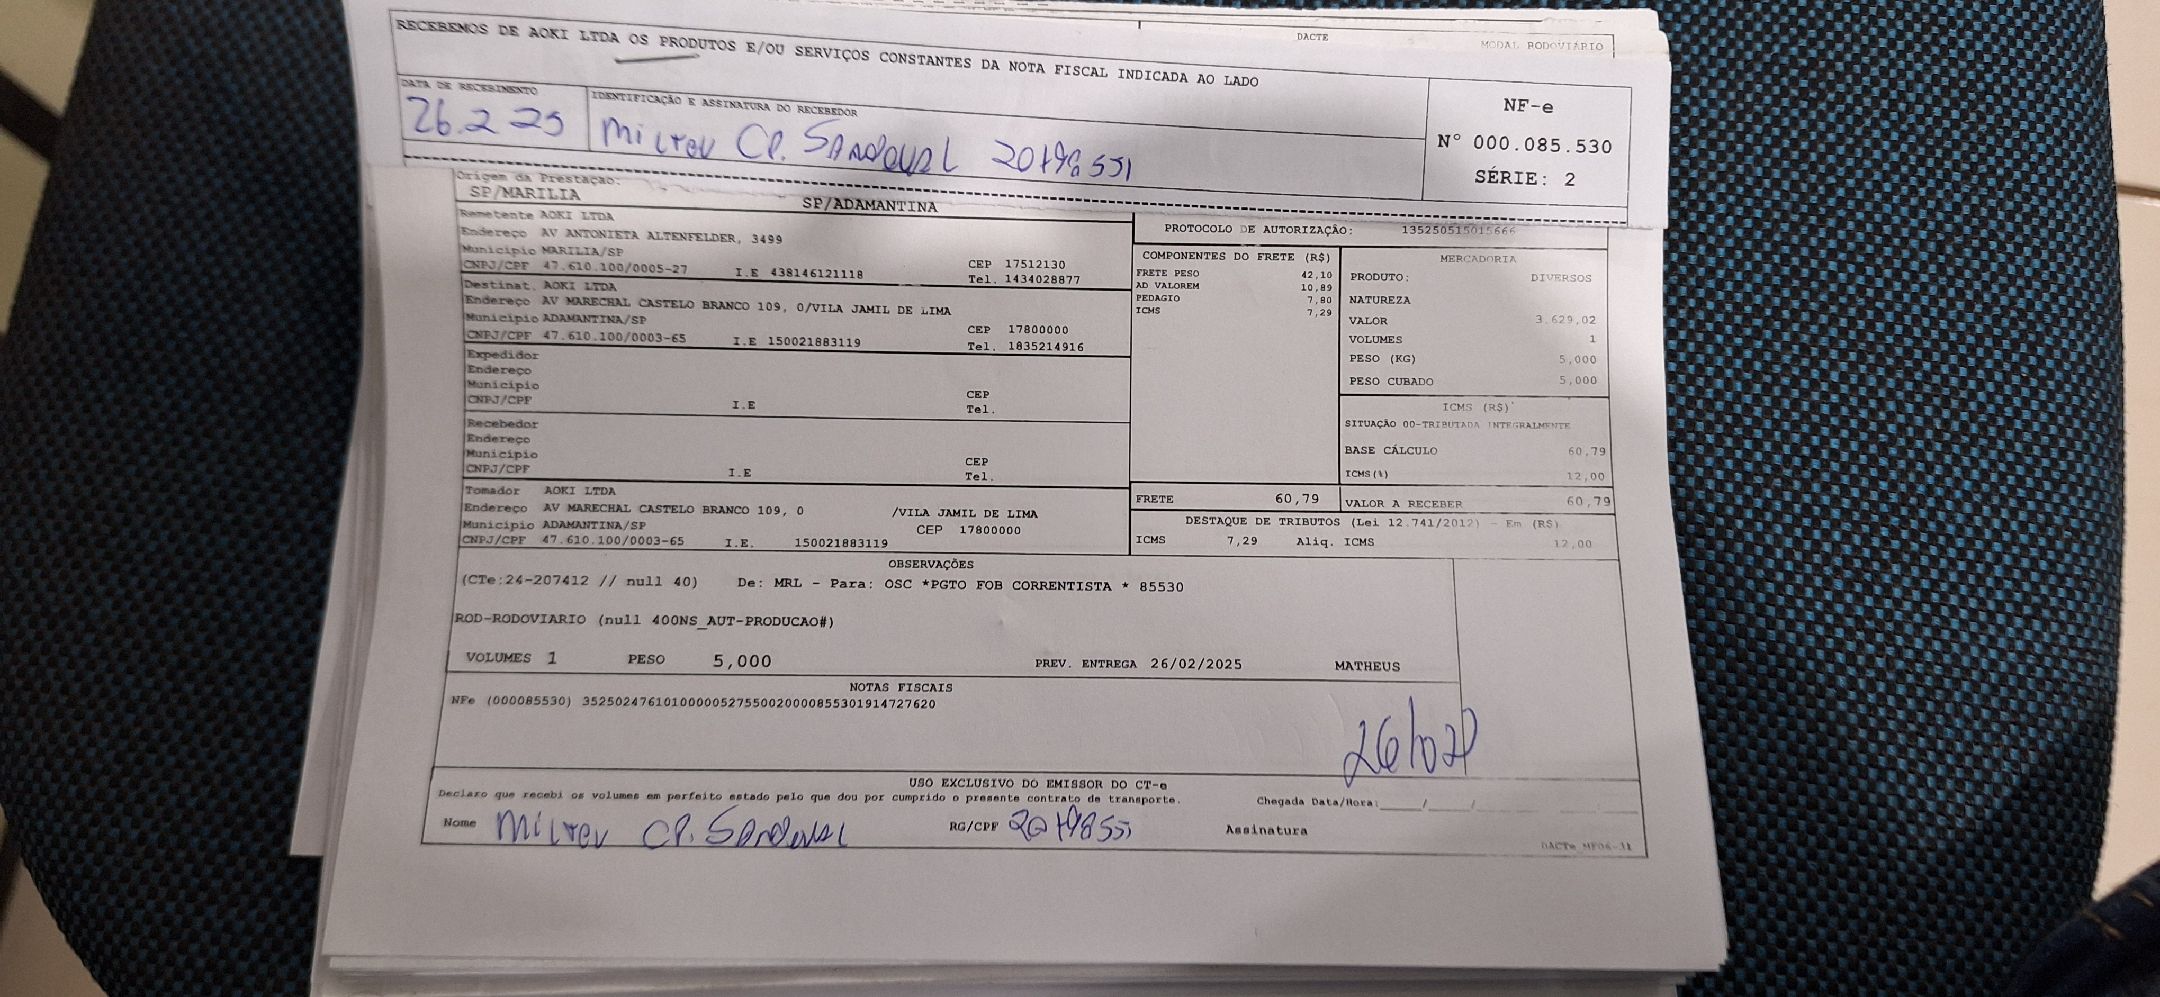 DACTE
MODAL RODOVIÁRIO
RECEBEMOS DE AOKI LTDA OS PRODUTOS E/OU SERVIÇOS CONSTANTES DA NOTA FISCAL INDICADA AO LADO
DATA DE RECEBIMENTO
26.2 25
IDENTIFICAÇÃO E ASSINATURA DO RECEBEDOR
SANDOVAL
NF-e
Nº 000.085.530
SÉRIE: 2
Origem da Prestação:
SP/MARILIA
SP/ADAMANTINA
Remetente AOKI LTDA
Endereço AV ANTONIETA ALTENFELDER, 3499
Município MARILIA/SP
CEP 17512130
CNPJ/CPF 47.610.100/0005-27 I.E 438146121118 Tel. 1434028877
Destinat. AOKI LTDA
Endereço AV MARECHAL CASTELO BRANCO 109, 0/VILA JAMIL DE LIMA
Município ADAMANTINA/SP
CEP 17800000
CNPJ/CPF 47.610.100/0003-65 I.E 150021883119 Tel. 1835214916
Expedidor
Endereço
Município CEP
CNPJ/CPF I.E Tel.
Recebedor
Endereço
Município CEP
CNPJ/CPF I.E Tel.
Tomador AOKI LTDA
Endereço AV MARECHAL CASTELO BRANCO 109, 0 /VILA JAMIL DE LIMA
Município ADAMANTINA/SP CEP 17800000
CNPJ/CPF 47.610.100/0003-65 I.E. 150021883119
PROTOCOLO DE AUTORIZAÇÃO: 135250515015666
COMPONENTES DO FRETE (R$)
FRETE PESO 42,10
AD VALOREM 10,89
PEDAGIO 7,80
ICMS 7,29
MERCADORIA
PRODUTO: DIVERSOS
NATUREZA
VALOR 3.629,02
VOLUMES 1
PESO (KG) 5,000
PESO CUBADO 5,000
ICMS (R$)
SITUAÇÃO 00-TRIBUTADA INTEGRALMENTE
BASE CÁLCULO 60,79
ICMS(%) 12,00
FRETE 60,79
VALOR A RECEBER 60,79
DESTAQUE DE TRIBUTOS (Lei 12.741/2012) - Em (R$)
ICMS 7,29 Aliq. ICMS 12,00
OBSERVAÇÕES
(CTe:24-207412 // null 40) De: MRL - Para: OSC *PGTO FOB CORRENTISTA * 85530
ROD-RODOVIARIO (null 400NS_AUT-PRODUCAO#)
VOLUMES 1 PESO 5,000 PREV. ENTREGA 26/02/2025 MATHEUS
NOTAS FISCAIS
NFe (000085530) 35250247610100000527550020000855301914727620
USO EXCLUSIVO DO EMISSOR DO CT-e
Declaro que recebi os volumes em perfeito estado pelo que dou por cumprido o presente contrato de transporte.
Chegada Data/Hora:____/____/
Nome SANDOVAL RG/CPF Assinatura